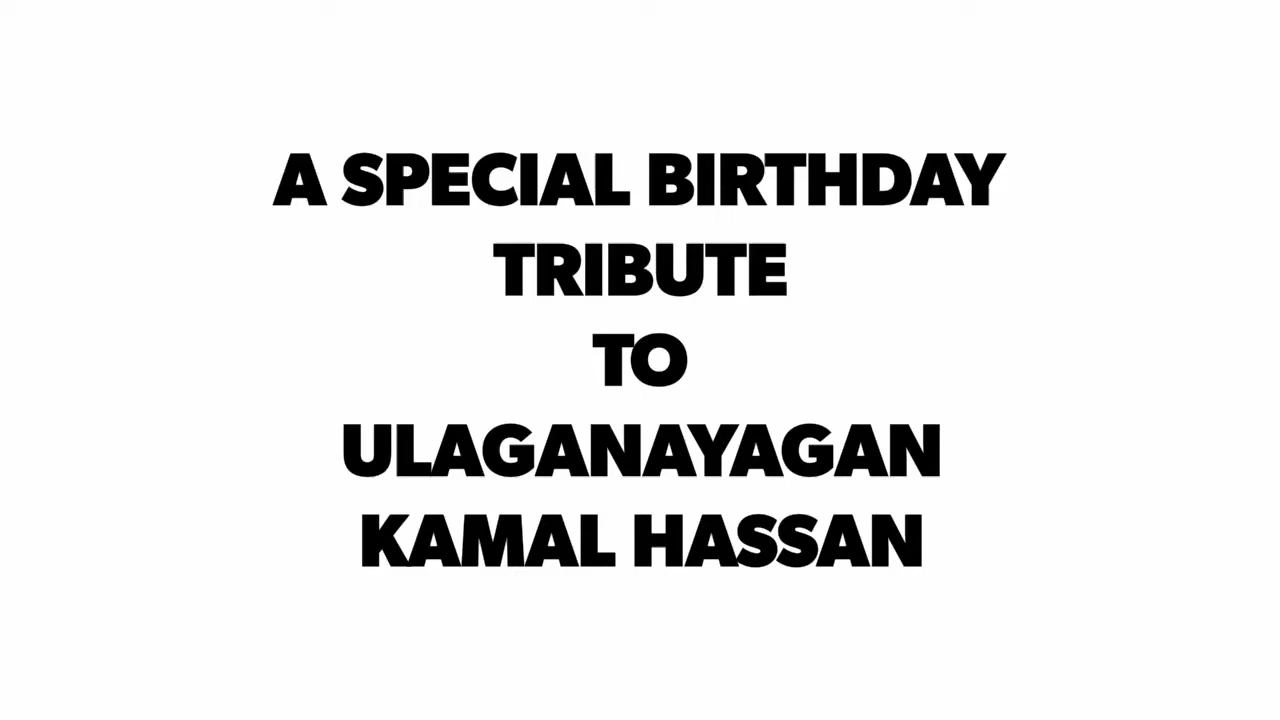 A SPECIAL BIRTHDAY
TRIBUTE
TO
ULAGANAYAGAN
KAMAL HASSAN